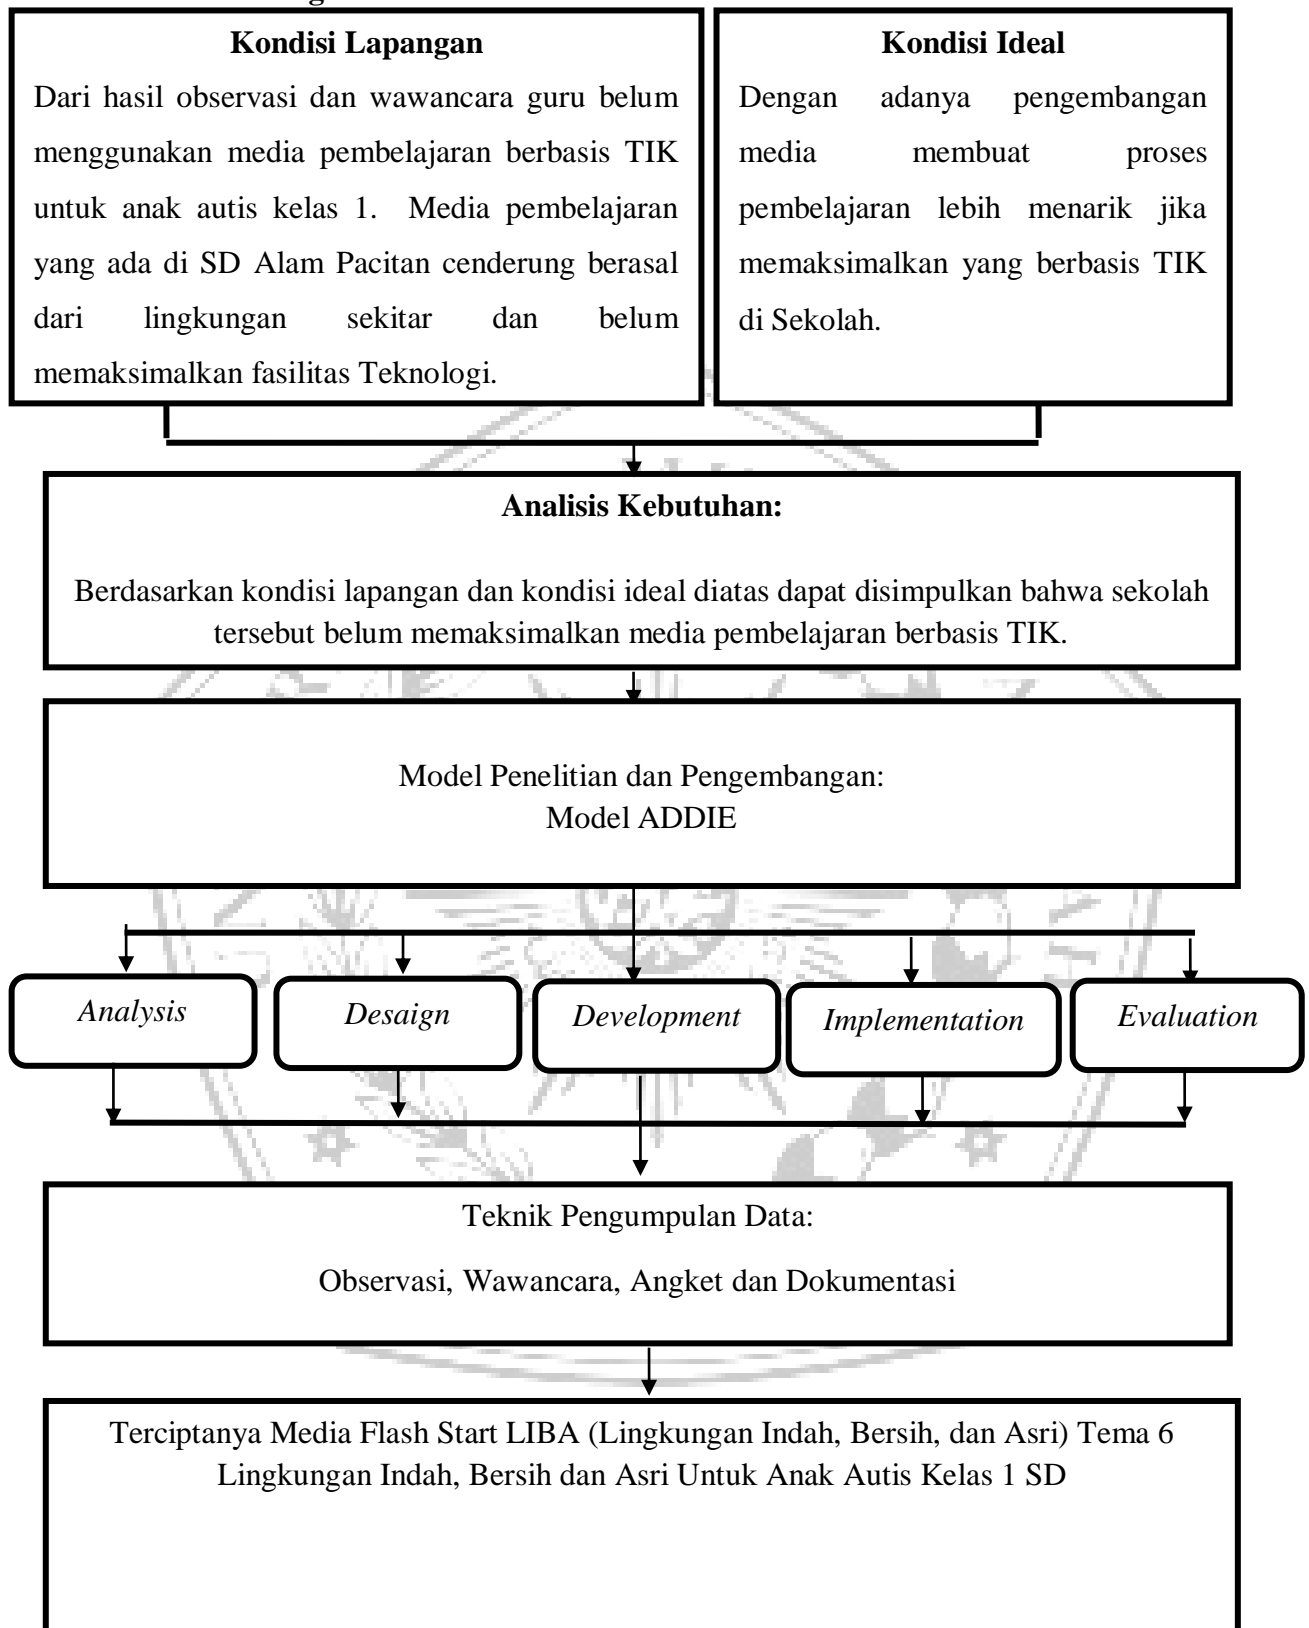 Kondisi Lapangan
Dari hasil observasi dan wawancara guru belum
menggunakan media pembelajaran berbasis TIK
untuk anak autis kelas 1. Media pembelajaran
yang ada di SD Alam Pacitan cenderung berasal
dari lingkungan sekitar dan belum
memaksimalkan fasilitas Teknologi.
Kondisi Ideal
Dengan adanya pengembangan
media membuat proses
pembelajaran lebih menarik jika
memaksimalkan yang berbasis TIK
di Sekolah.
Analisis Kebutuhan:
Berdasarkan kondisi lapangan dan kondisi ideal diatas dapat disimpulkan bahwa sekolah
tersebut belum memaksimalkan media pembelajaran berbasis TIK.
Model Penelitian dan Pengembangan:
Model ADDIE
Analysis
Desaign
Development
Implementation
Evaluation
Teknik Pengumpulan Data:
Observasi, Wawancara, Angket dan Dokumentasi
Terciptanya Media Flash Start LIBA (Lingkungan Indah, Bersih, dan Asri) Tema 6
Lingkungan Indah, Bersih dan Asri Untuk Anak Autis Kelas 1 SD